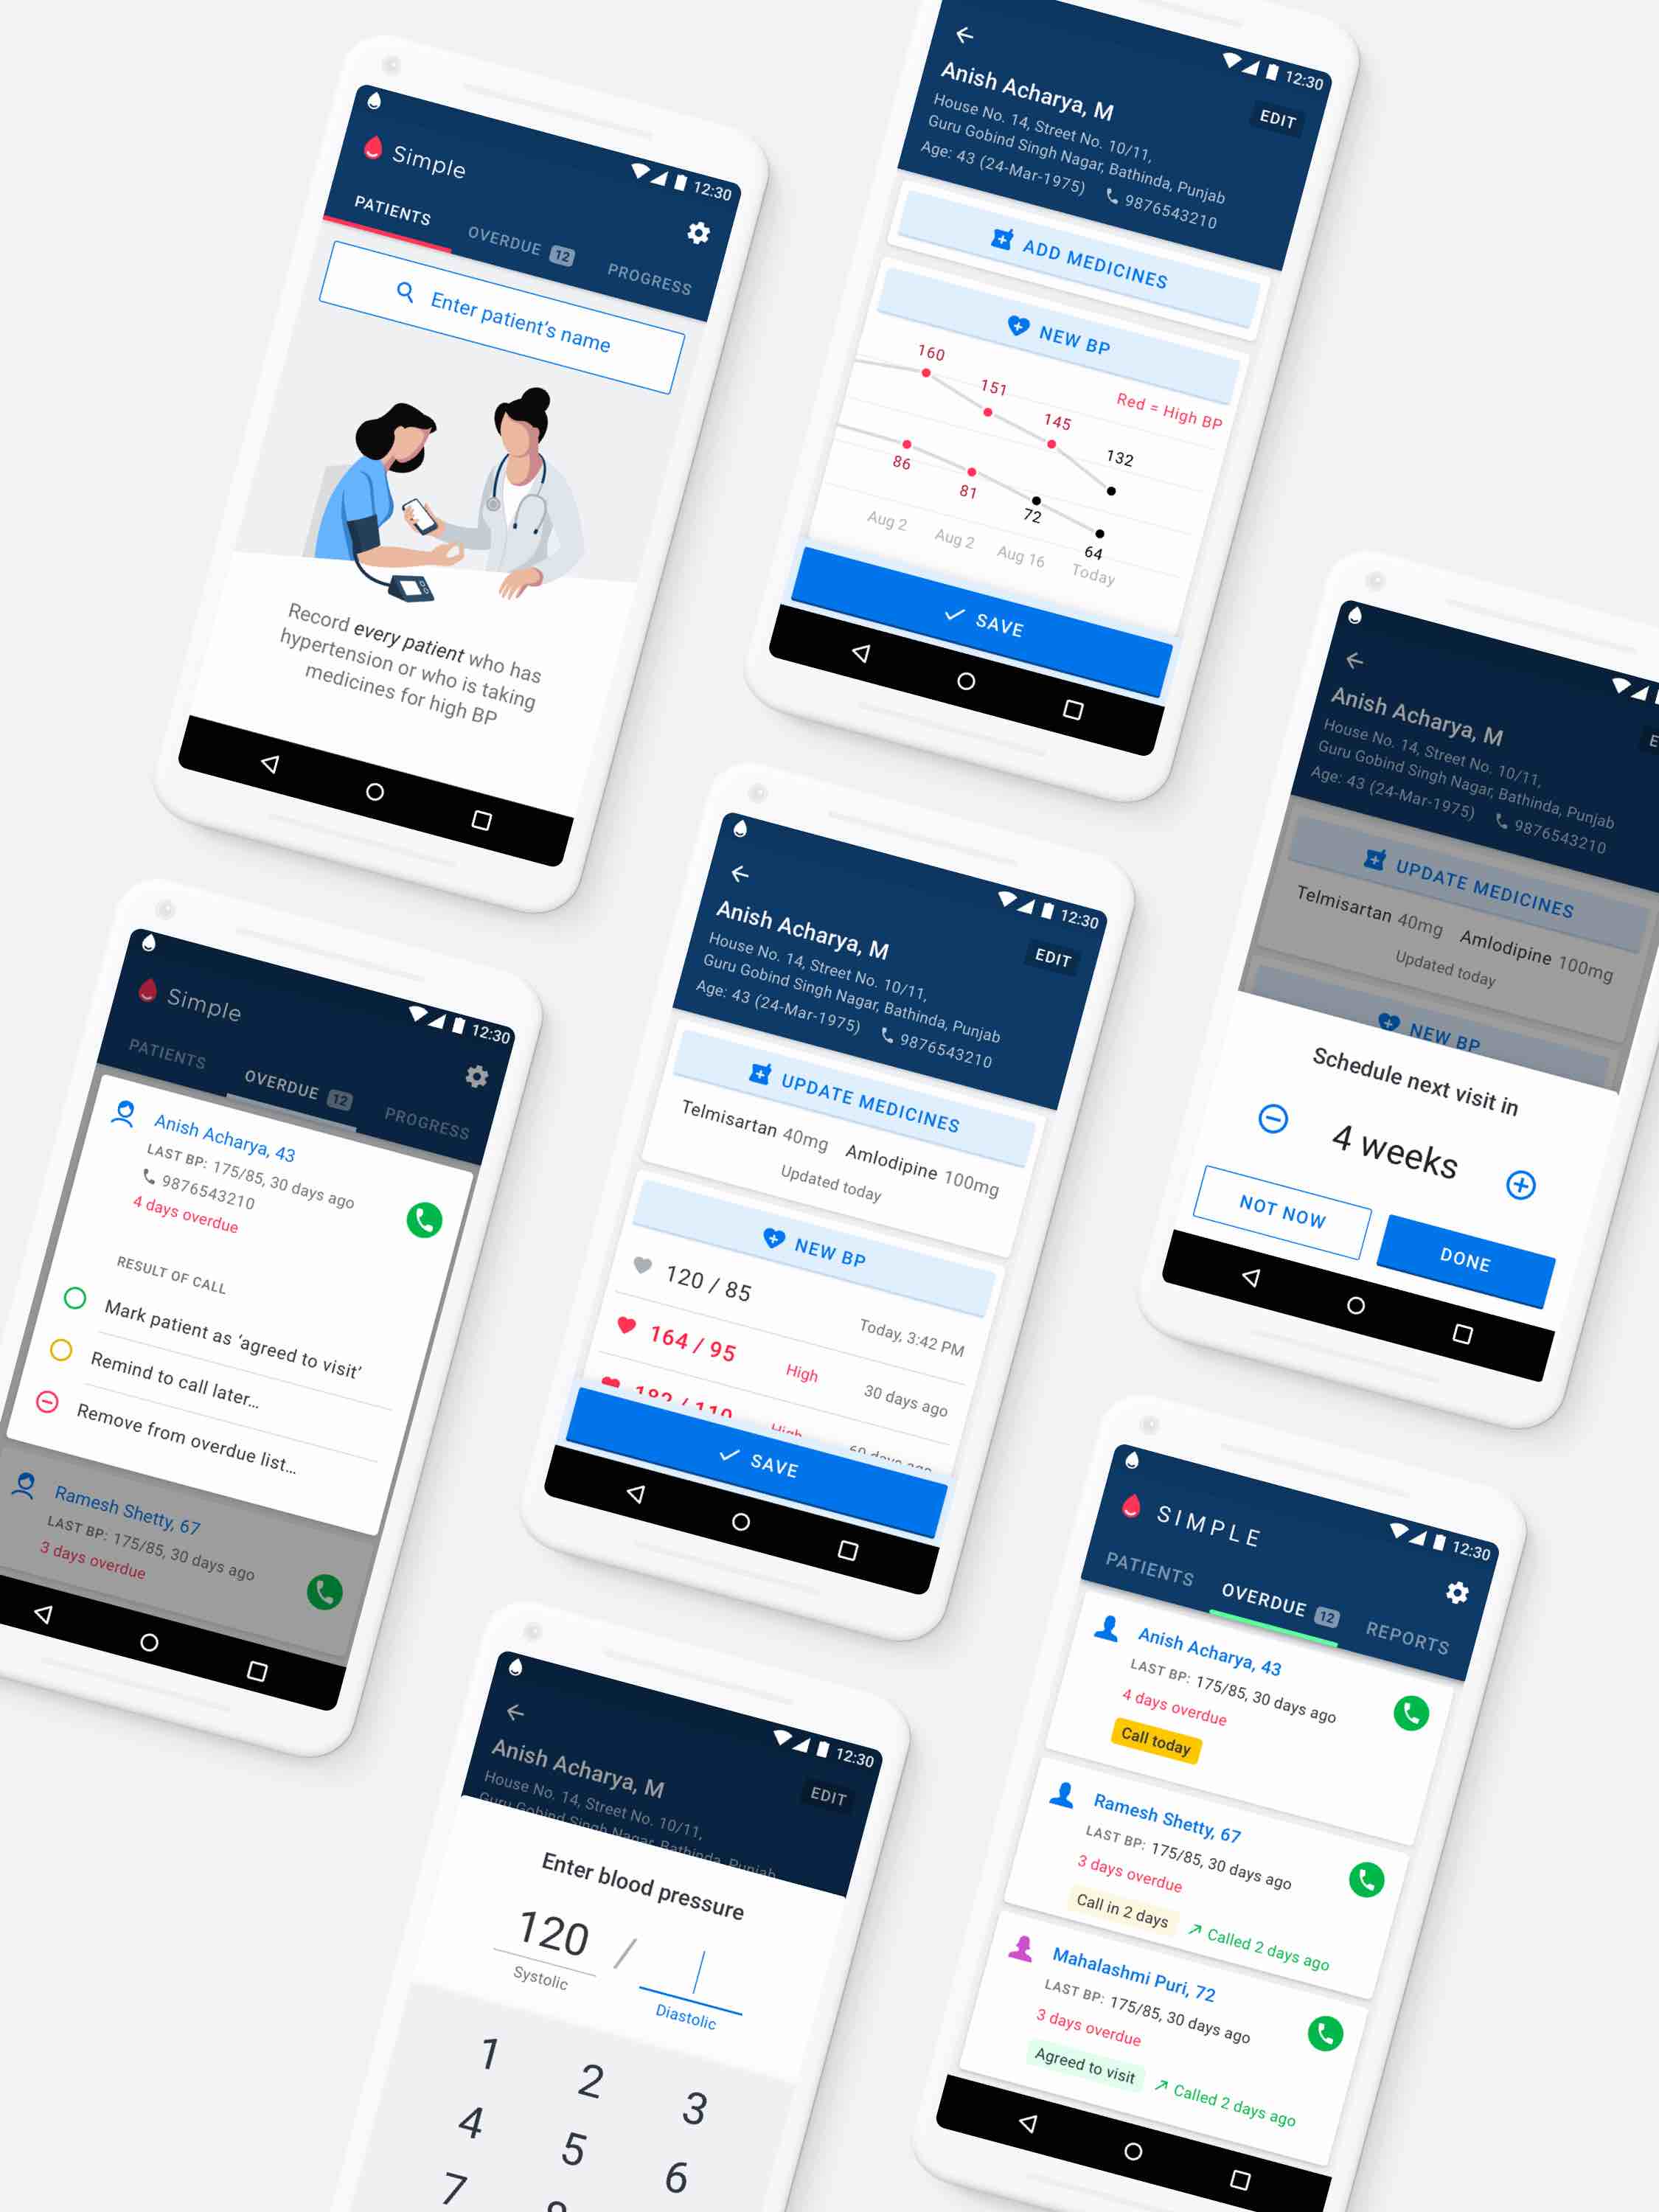 Simple
12:30
PATIENTS
OVERDUE 12
PROGRESS
Enter patient’s name
Record every patient who has
hypertension or who is taking
medicines for high BP
12:30
Anish Acharya, M
EDIT
House No. 14, Street No. 10/11,
Guru Gobind Singh Nagar, Bathinda, Punjab
Age: 43 (24-Mar-1975) 9876543210
ADD MEDICINES
NEW BP
Red = High BP
160
151
145
132
86
81
72
64
Aug 2
Aug 2
Aug 16
Today
SAVE
Anish Acharya, M
House No. 14, Street No. 10/11,
Guru Gobind Singh Nagar, Bathinda, Punjab
Age: 43 (24-Mar-1975) 9876543210
UPDATE MEDICINES
Telmisartan 40mg Amlodipine 100mg
Updated today
NEW BP
Schedule next visit in
4 weeks
NOT NOW
DONE
Simple
12:30
PATIENTS
OVERDUE 12
PROGRESS
Anish Acharya, 43
LAST BP: 175/85, 30 days ago
9876543210
4 days overdue
RESULT OF CALL
Mark patient as ‘agreed to visit’
Remind to call later...
Remove from overdue list...
Ramesh Shetty, 67
LAST BP: 175/85, 30 days ago
3 days overdue
12:30
Anish Acharya, M
EDIT
House No. 14, Street No. 10/11,
Guru Gobind Singh Nagar, Bathinda, Punjab
Age: 43 (24-Mar-1975) 9876543210
UPDATE MEDICINES
Telmisartan 40mg Amlodipine 100mg
Updated today
NEW BP
120 / 85
Today, 3:42 PM
164 / 95 High 30 days ago
182 / 110 High 60 days ago
SAVE
SIMPLE
12:30
PATIENTS
OVERDUE 12
REPORTS
Anish Acharya, 43
LAST BP: 175/85, 30 days ago
4 days overdue
Call today
Ramesh Shetty, 67
LAST BP: 175/85, 30 days ago
3 days overdue
Call in 2 days Called 2 days ago
Mahalashmi Puri, 72
LAST BP: 175/85, 30 days ago
3 days overdue
Agreed to visit Called 2 days ago
12:30
Anish Acharya, M
EDIT
House No. 14, Street No. 10/11,
Guru Gobind Singh Nagar, Bathinda, Punjab
Enter blood pressure
120 /
Systolic
Diastolic
1 2 3
4 5 6
7 8